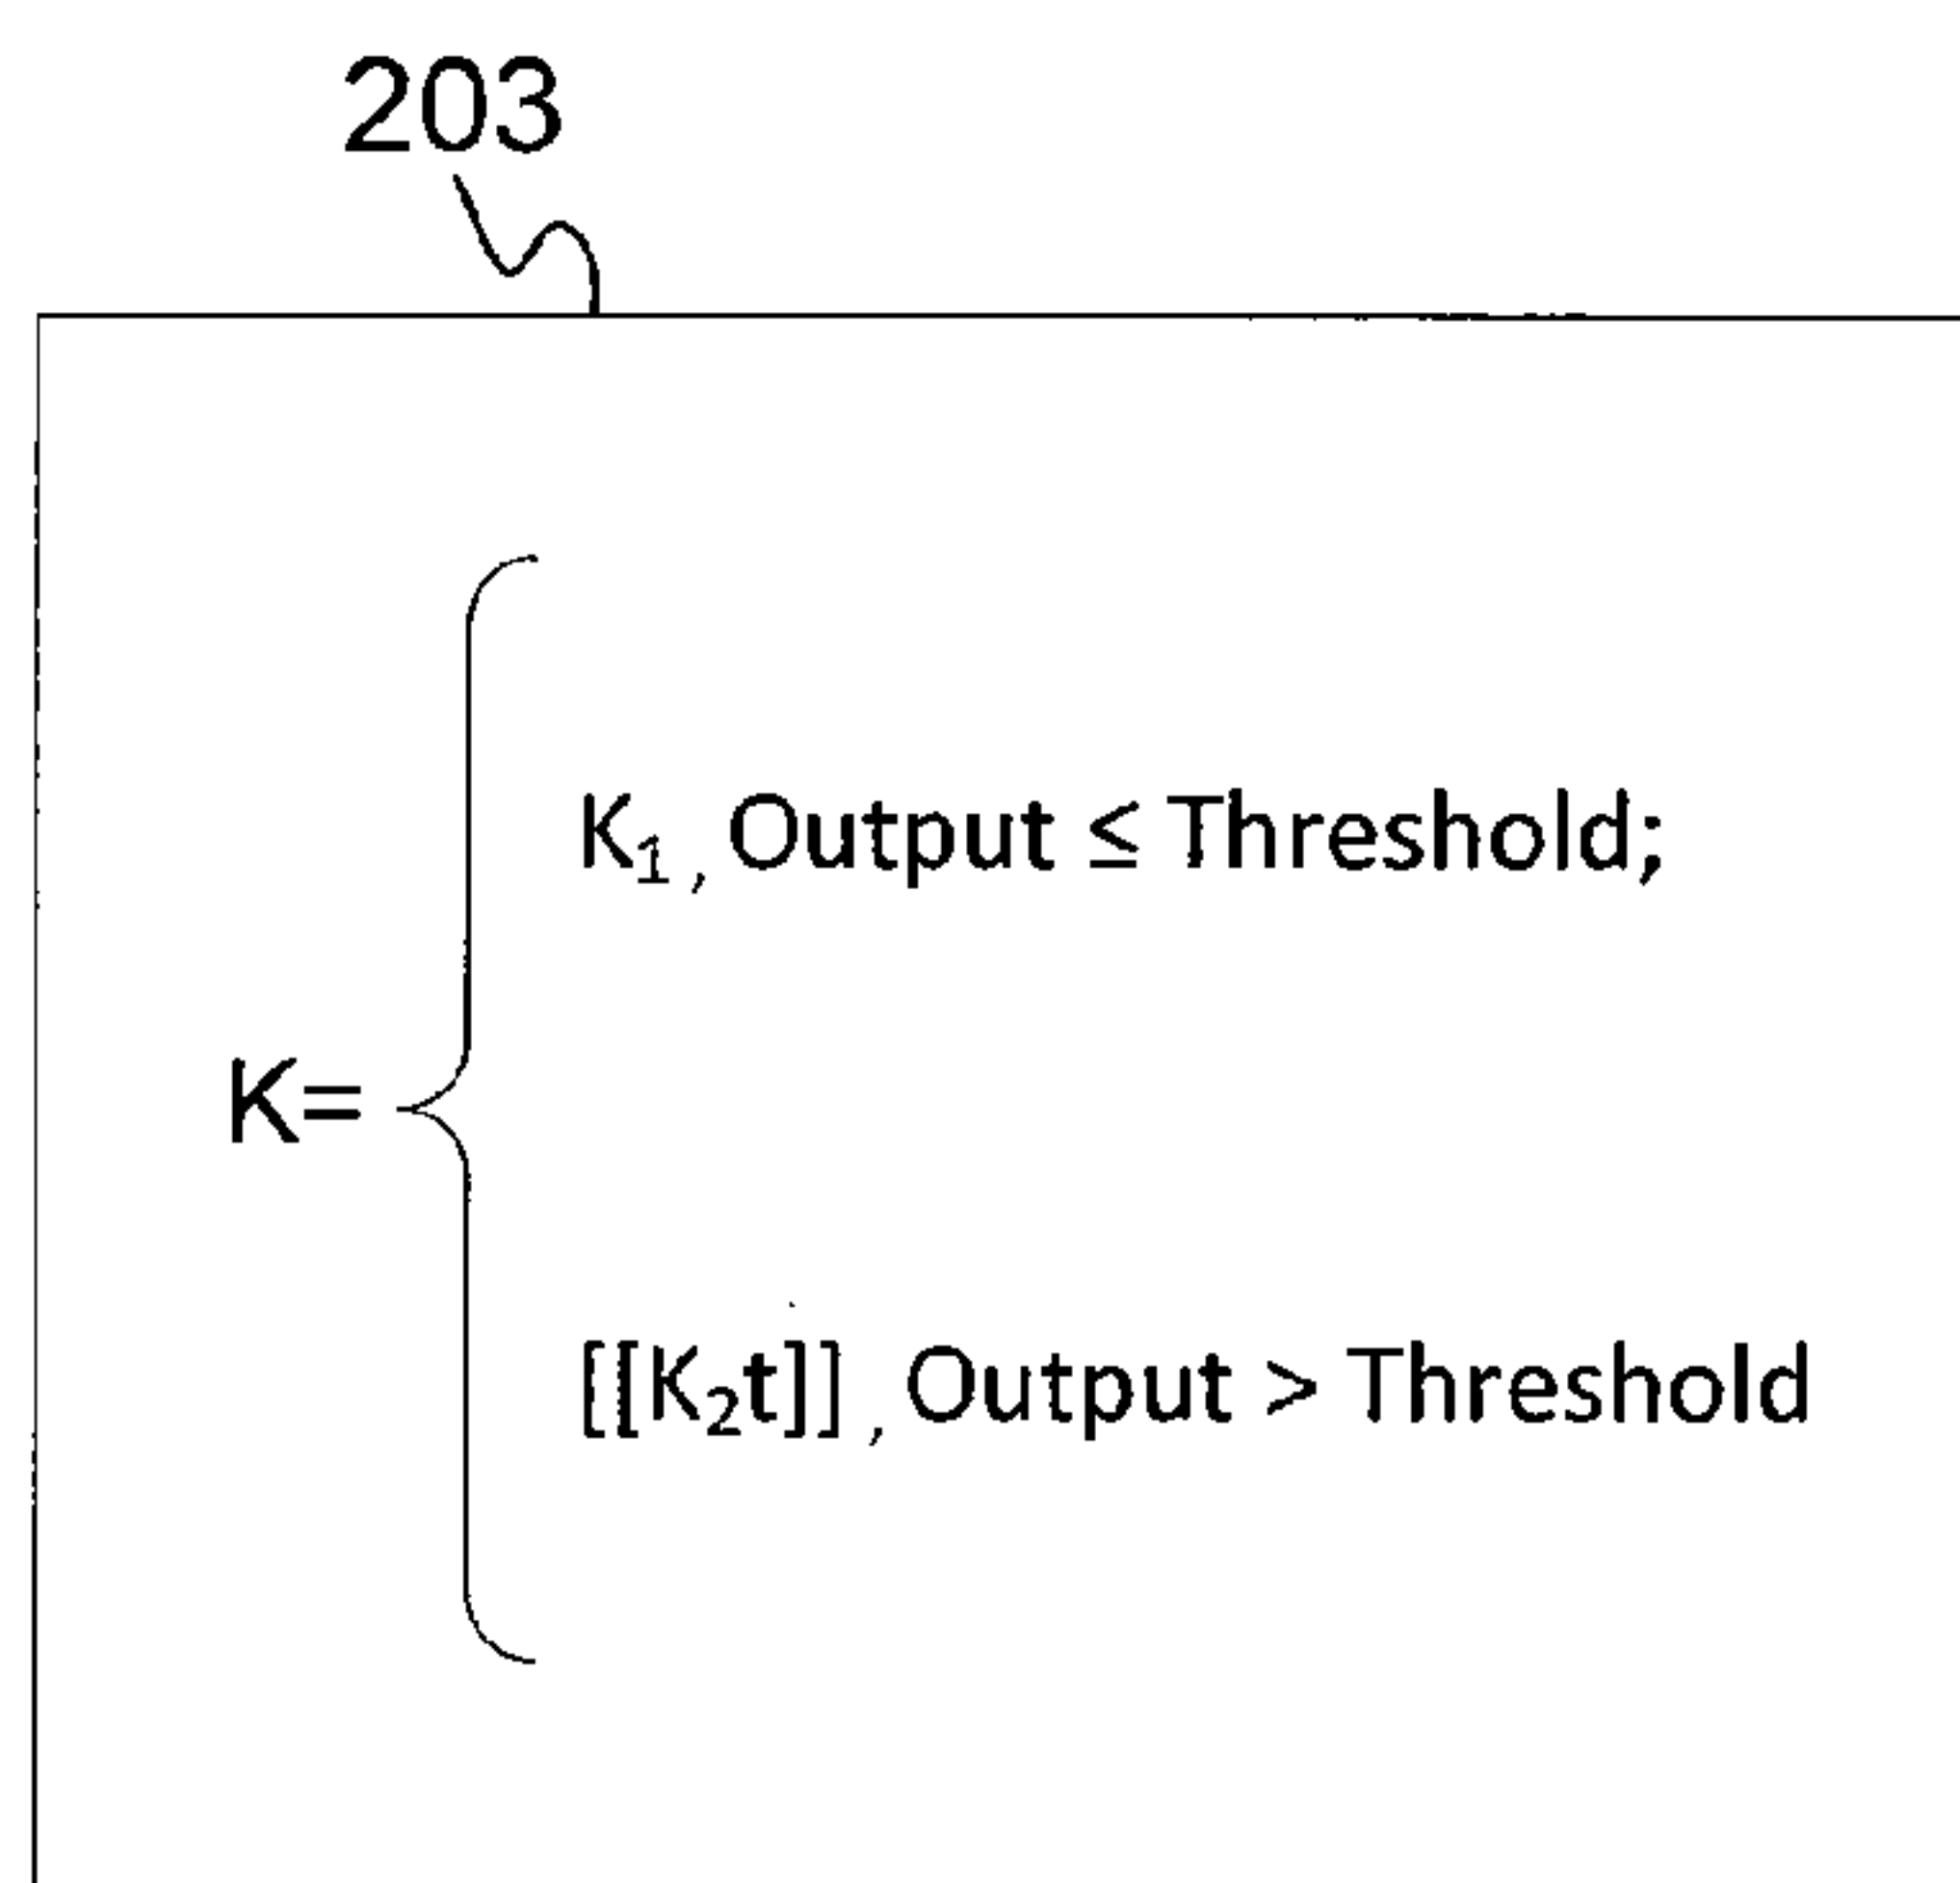 203
K₁, Output ≤ Threshold;
K=
[[K₂t]], Output > Threshold